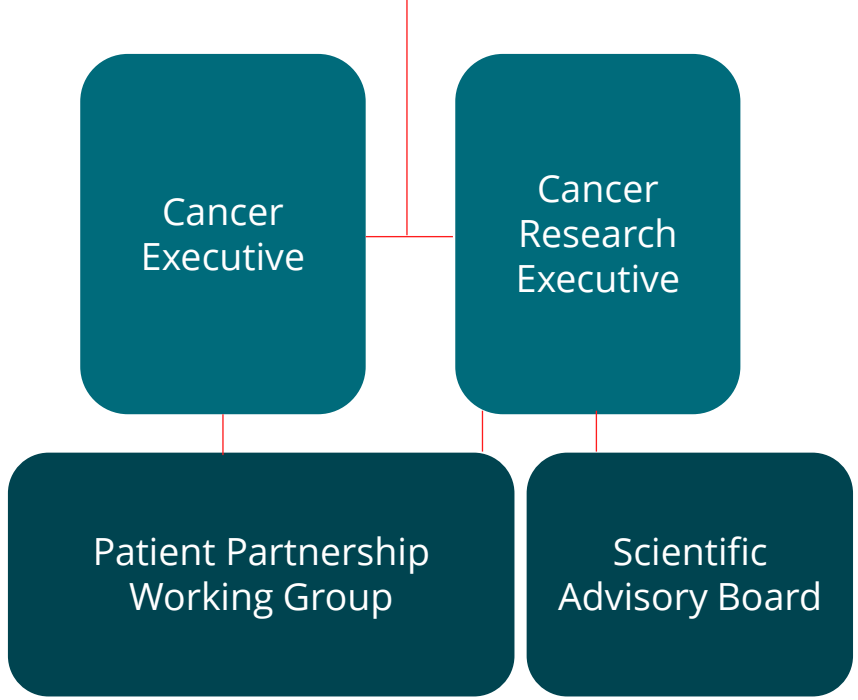 Cancer
Executive
Cancer
Research
Executive
Patient Partnership
Working Group
Scientific
Advisory Board